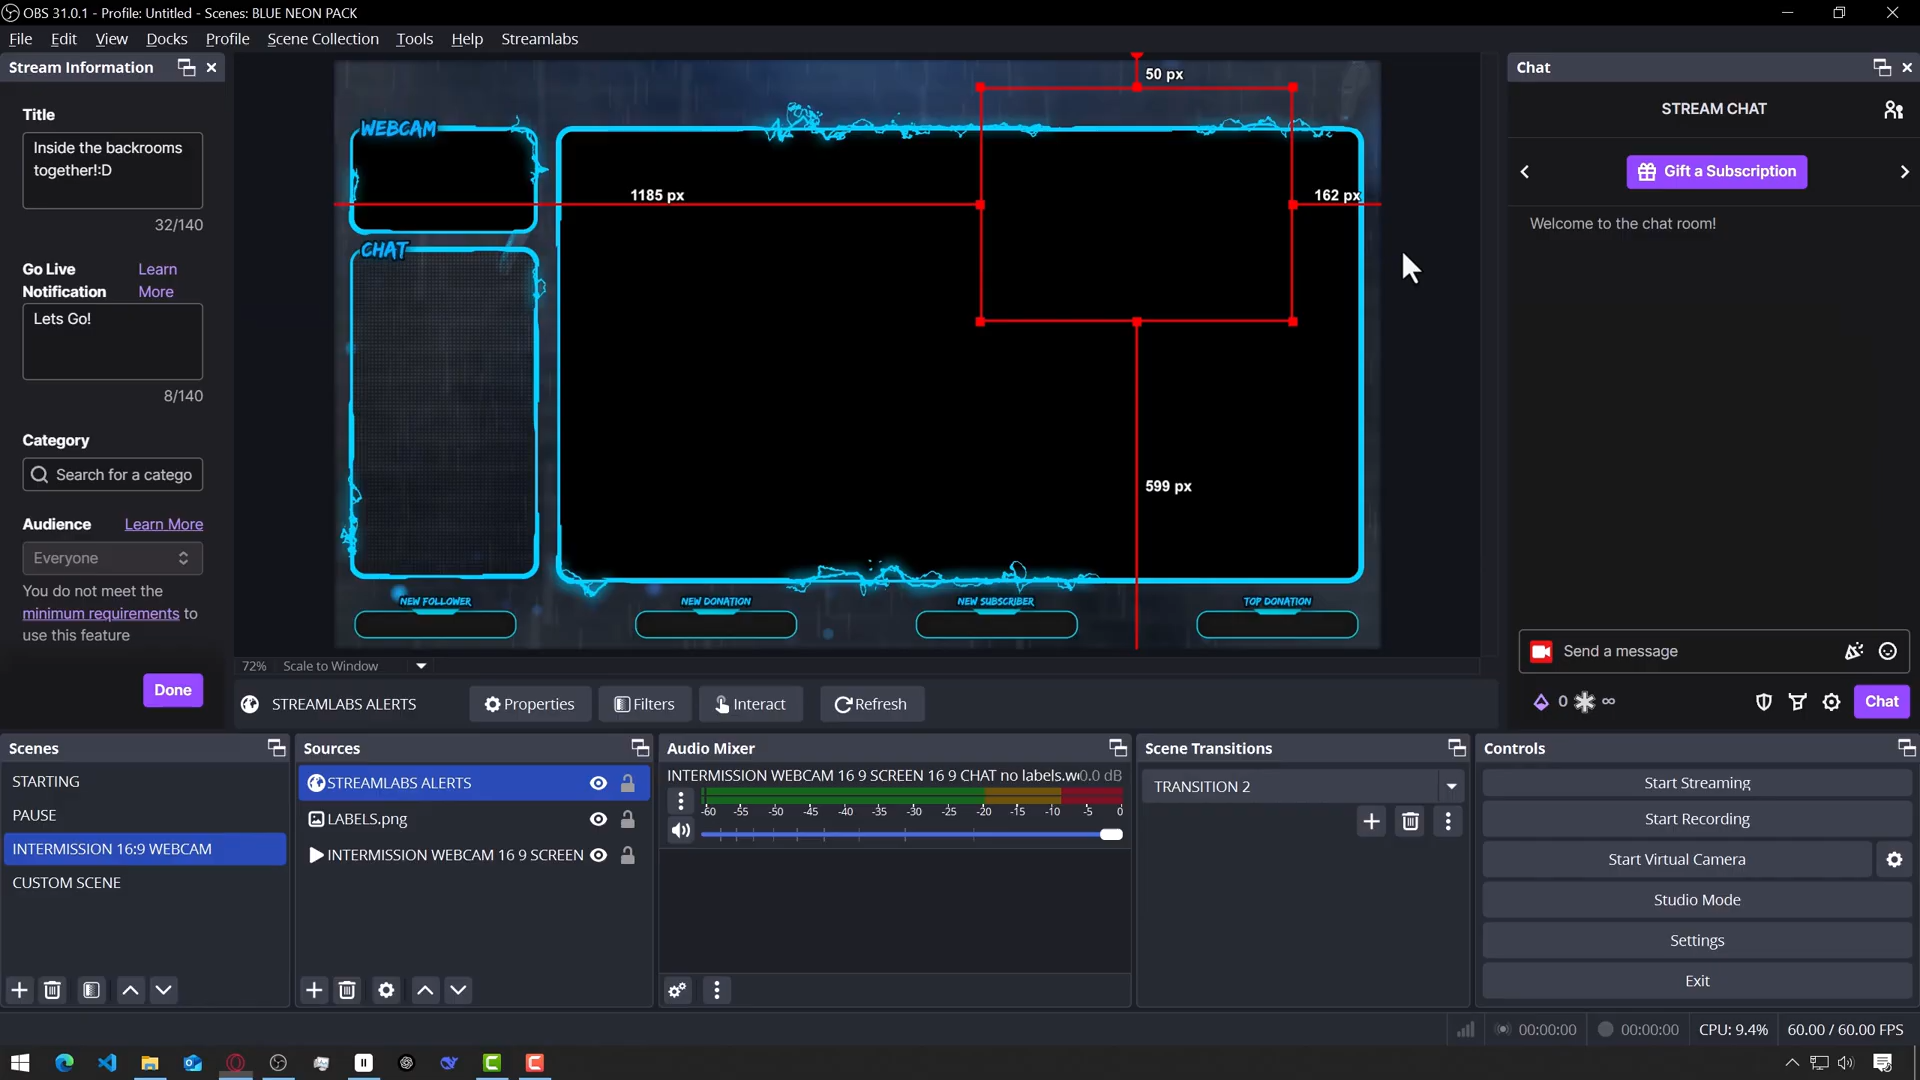 OBS 31.0.1 - Profile: Untitled - Scenes: BLUE NEON PACK
File Edit View Docks Profile Scene Collection Tools Help Streamlabs
Stream Information
Title
Inside the backrooms
together!:D
32/140
Go Live
Notification
Learn
More
Lets Go!
8/140
Category
Search for a catego
Audience Learn More
Everyone
You do not meet the
minimum requirements to
use this feature
Done
50 px
WEBCAM
1185 px
162 px
CHAT
599 px
NEW FOLLOWER
NEW DONATION
NEW SUBSCRIBER
TOP DONATION
72% Scale to Window
STREAMLABS ALERTS
Properties
Filters
Interact
Refresh
Chat
STREAM CHAT
Gift a Subscription
Welcome to the chat room!
Send a message
0
∞
Chat
Scenes
STARTING
PAUSE
INTERMISSION 16:9 WEBCAM
CUSTOM SCENE
Sources
STREAMLABS ALERTS
LABELS.png
INTERMISSION WEBCAM 16 9 SCREEN
Audio Mixer
INTERMISSION WEBCAM 16 9 SCREEN 16 9 CHAT no labels.we 0.0 dB
-60 -55 -50 -45 -40 -35 -30 -25 -20 -15 -10 -5 0
Scene Transitions
TRANSITION 2
Controls
Start Streaming
Start Recording
Start Virtual Camera
Studio Mode
Settings
Exit
00:00:00
00:00:00
CPU: 9.4%
60.00 / 60.00 FPS